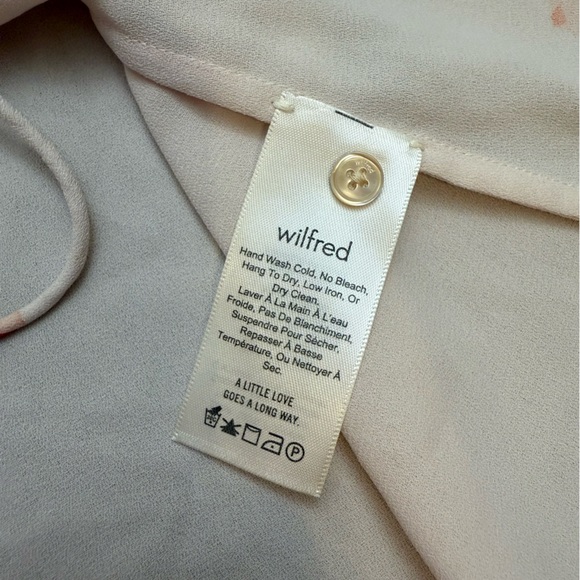 wilfred
Hand Wash Cold, No Bleach,
Hang To Dry, Low Iron, Or
Dry Clean.
Laver À La Main À L'eau
Froide, Pas De Blanchiment,
Suspendre Pour Sécher,
Repasser À Basse
Température, Ou Nettoyer À
Sec.
A LITTLE LOVE
GOES A LONG WAY.
P